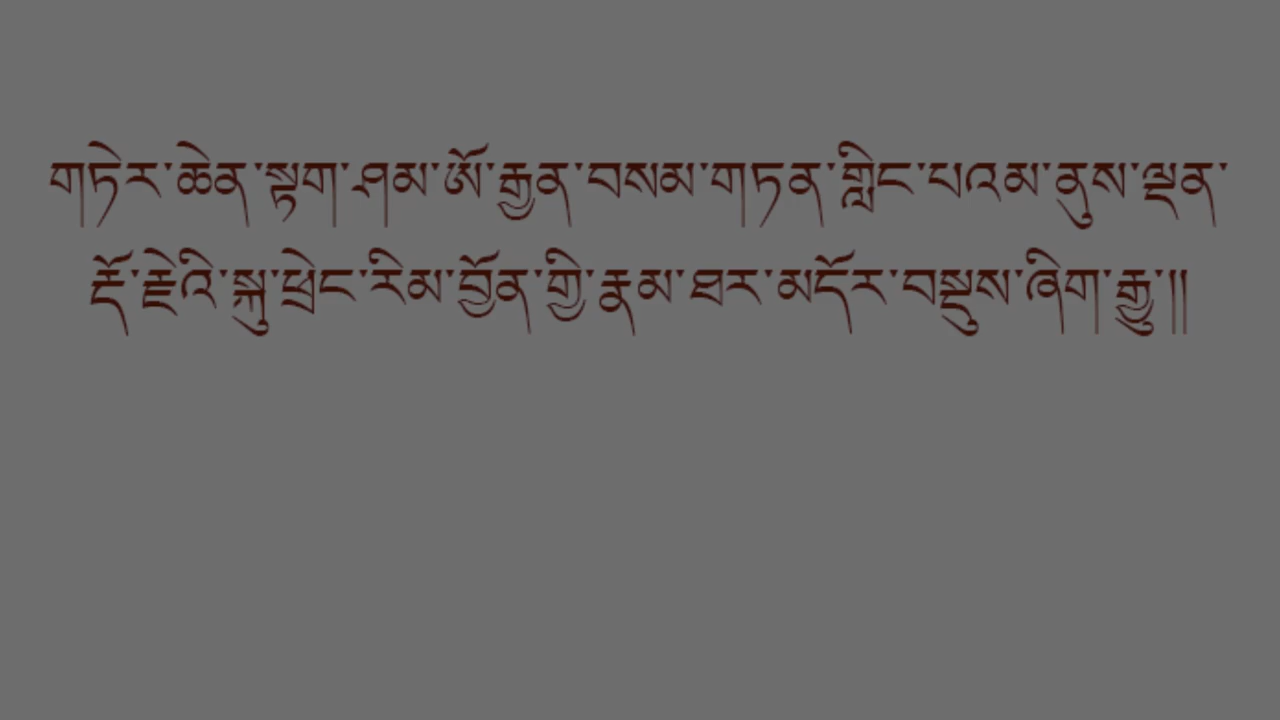 གཏེར་ཆེན་སྟག་ཤམ་ཨོ་རྒྱན་བསམ་གཏན་གླིང་པའམ་ནུས་ལྡན་
རྡོ་རྗེའི་སྐུ་ཕྲེང་རིམ་བྱོན་གྱི་རྣམ་ཐར་མདོར་བསྡུས་ཞིག་རྒྱུ་།།